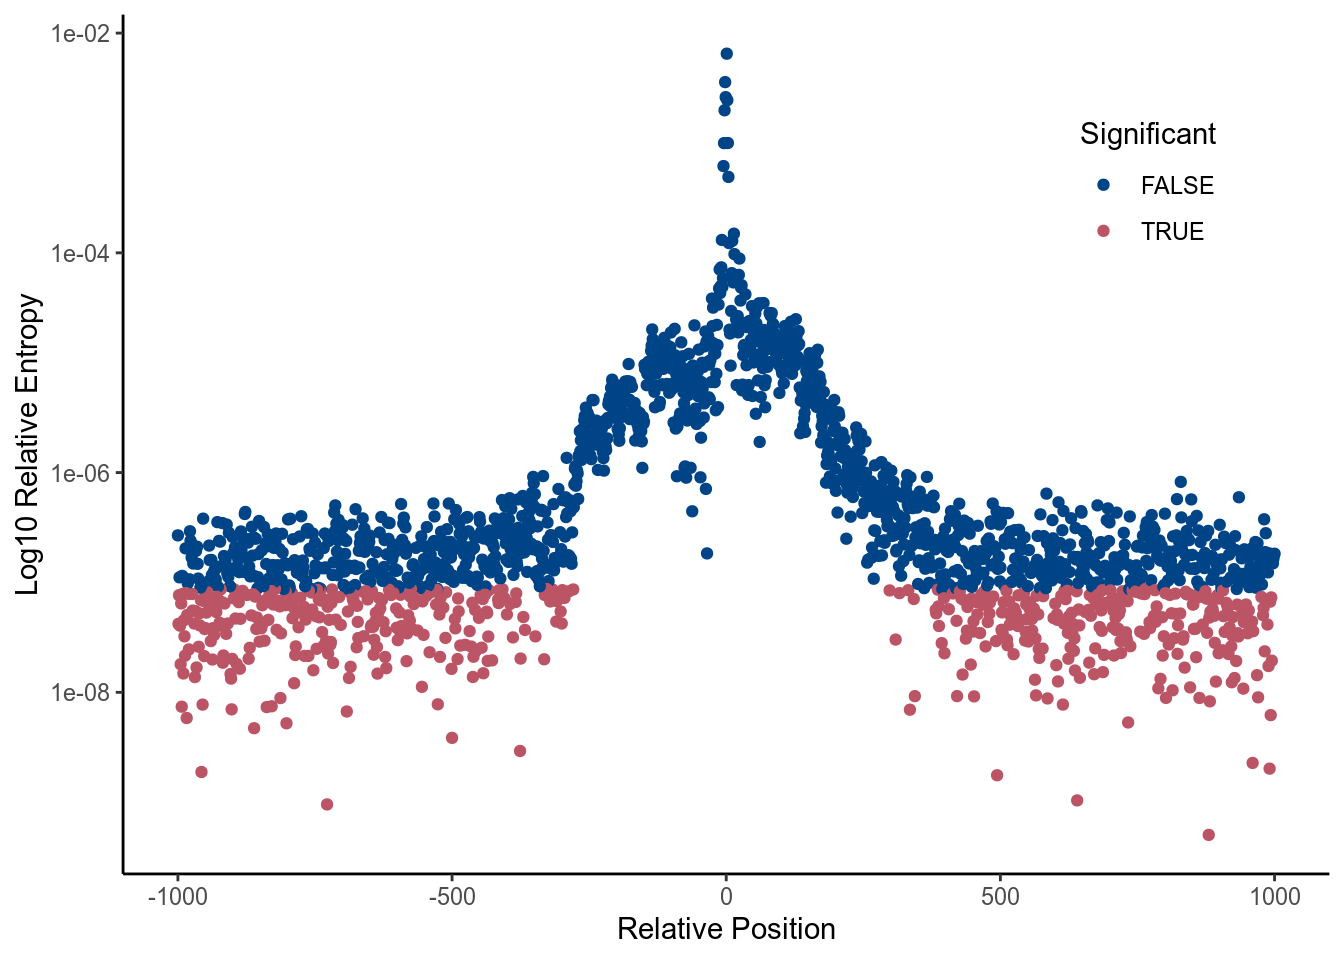 1e-02
1e-04
1e-06
1e-08
Log10 Relative Entropy
Significant
FALSE
TRUE
-1000
-500
0
500
1000
Relative Position